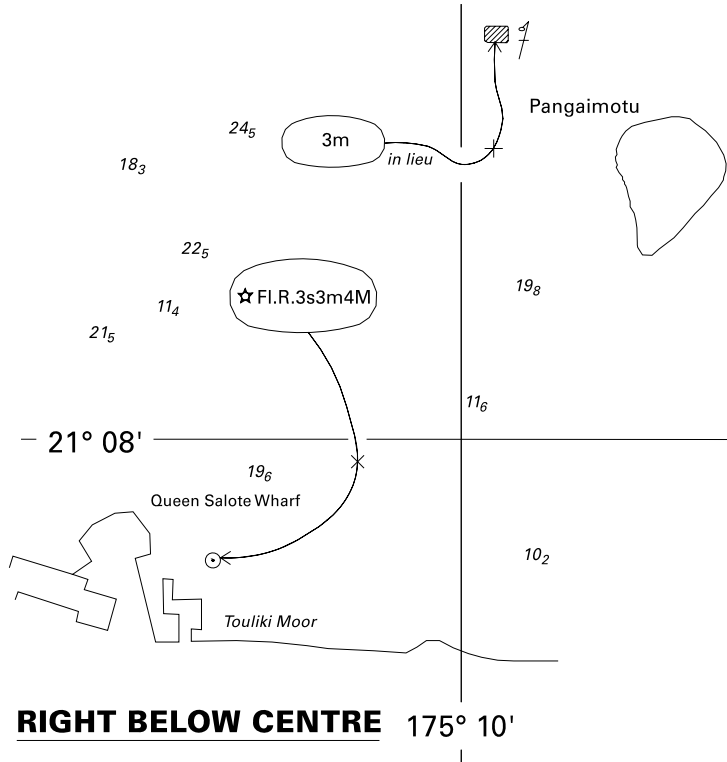 Pangaimotu
24₅
3m
in lieu
18₃
22₅
19₈
Fl.R.3s3m4M
11₄
21₅
11₆
21° 08'
19₆
Queen Salote Wharf
10₂
Touliki Moor
RIGHT BELOW CENTRE
175° 10'